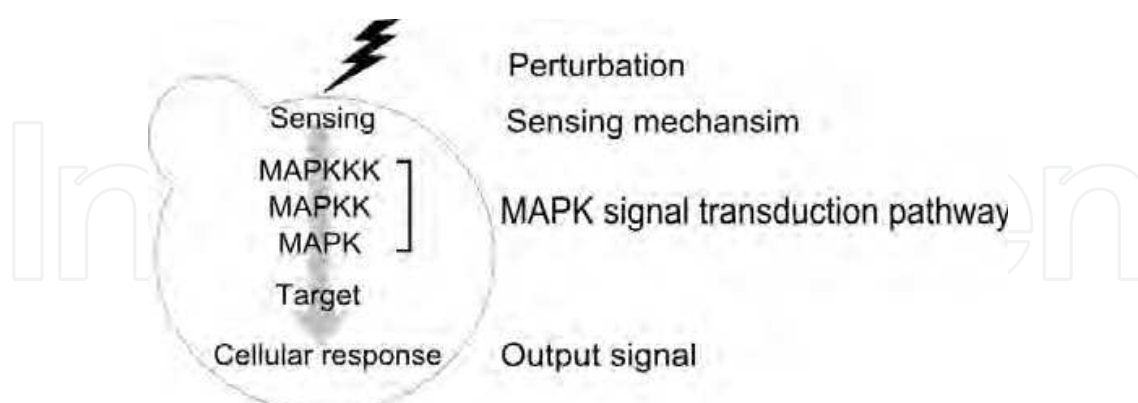 Perturbation
Sensing Sensing mechansim
MAPKKK
MAPKK MAPK signal transduction pathway
MAPK
Target
Cellular response Output signal